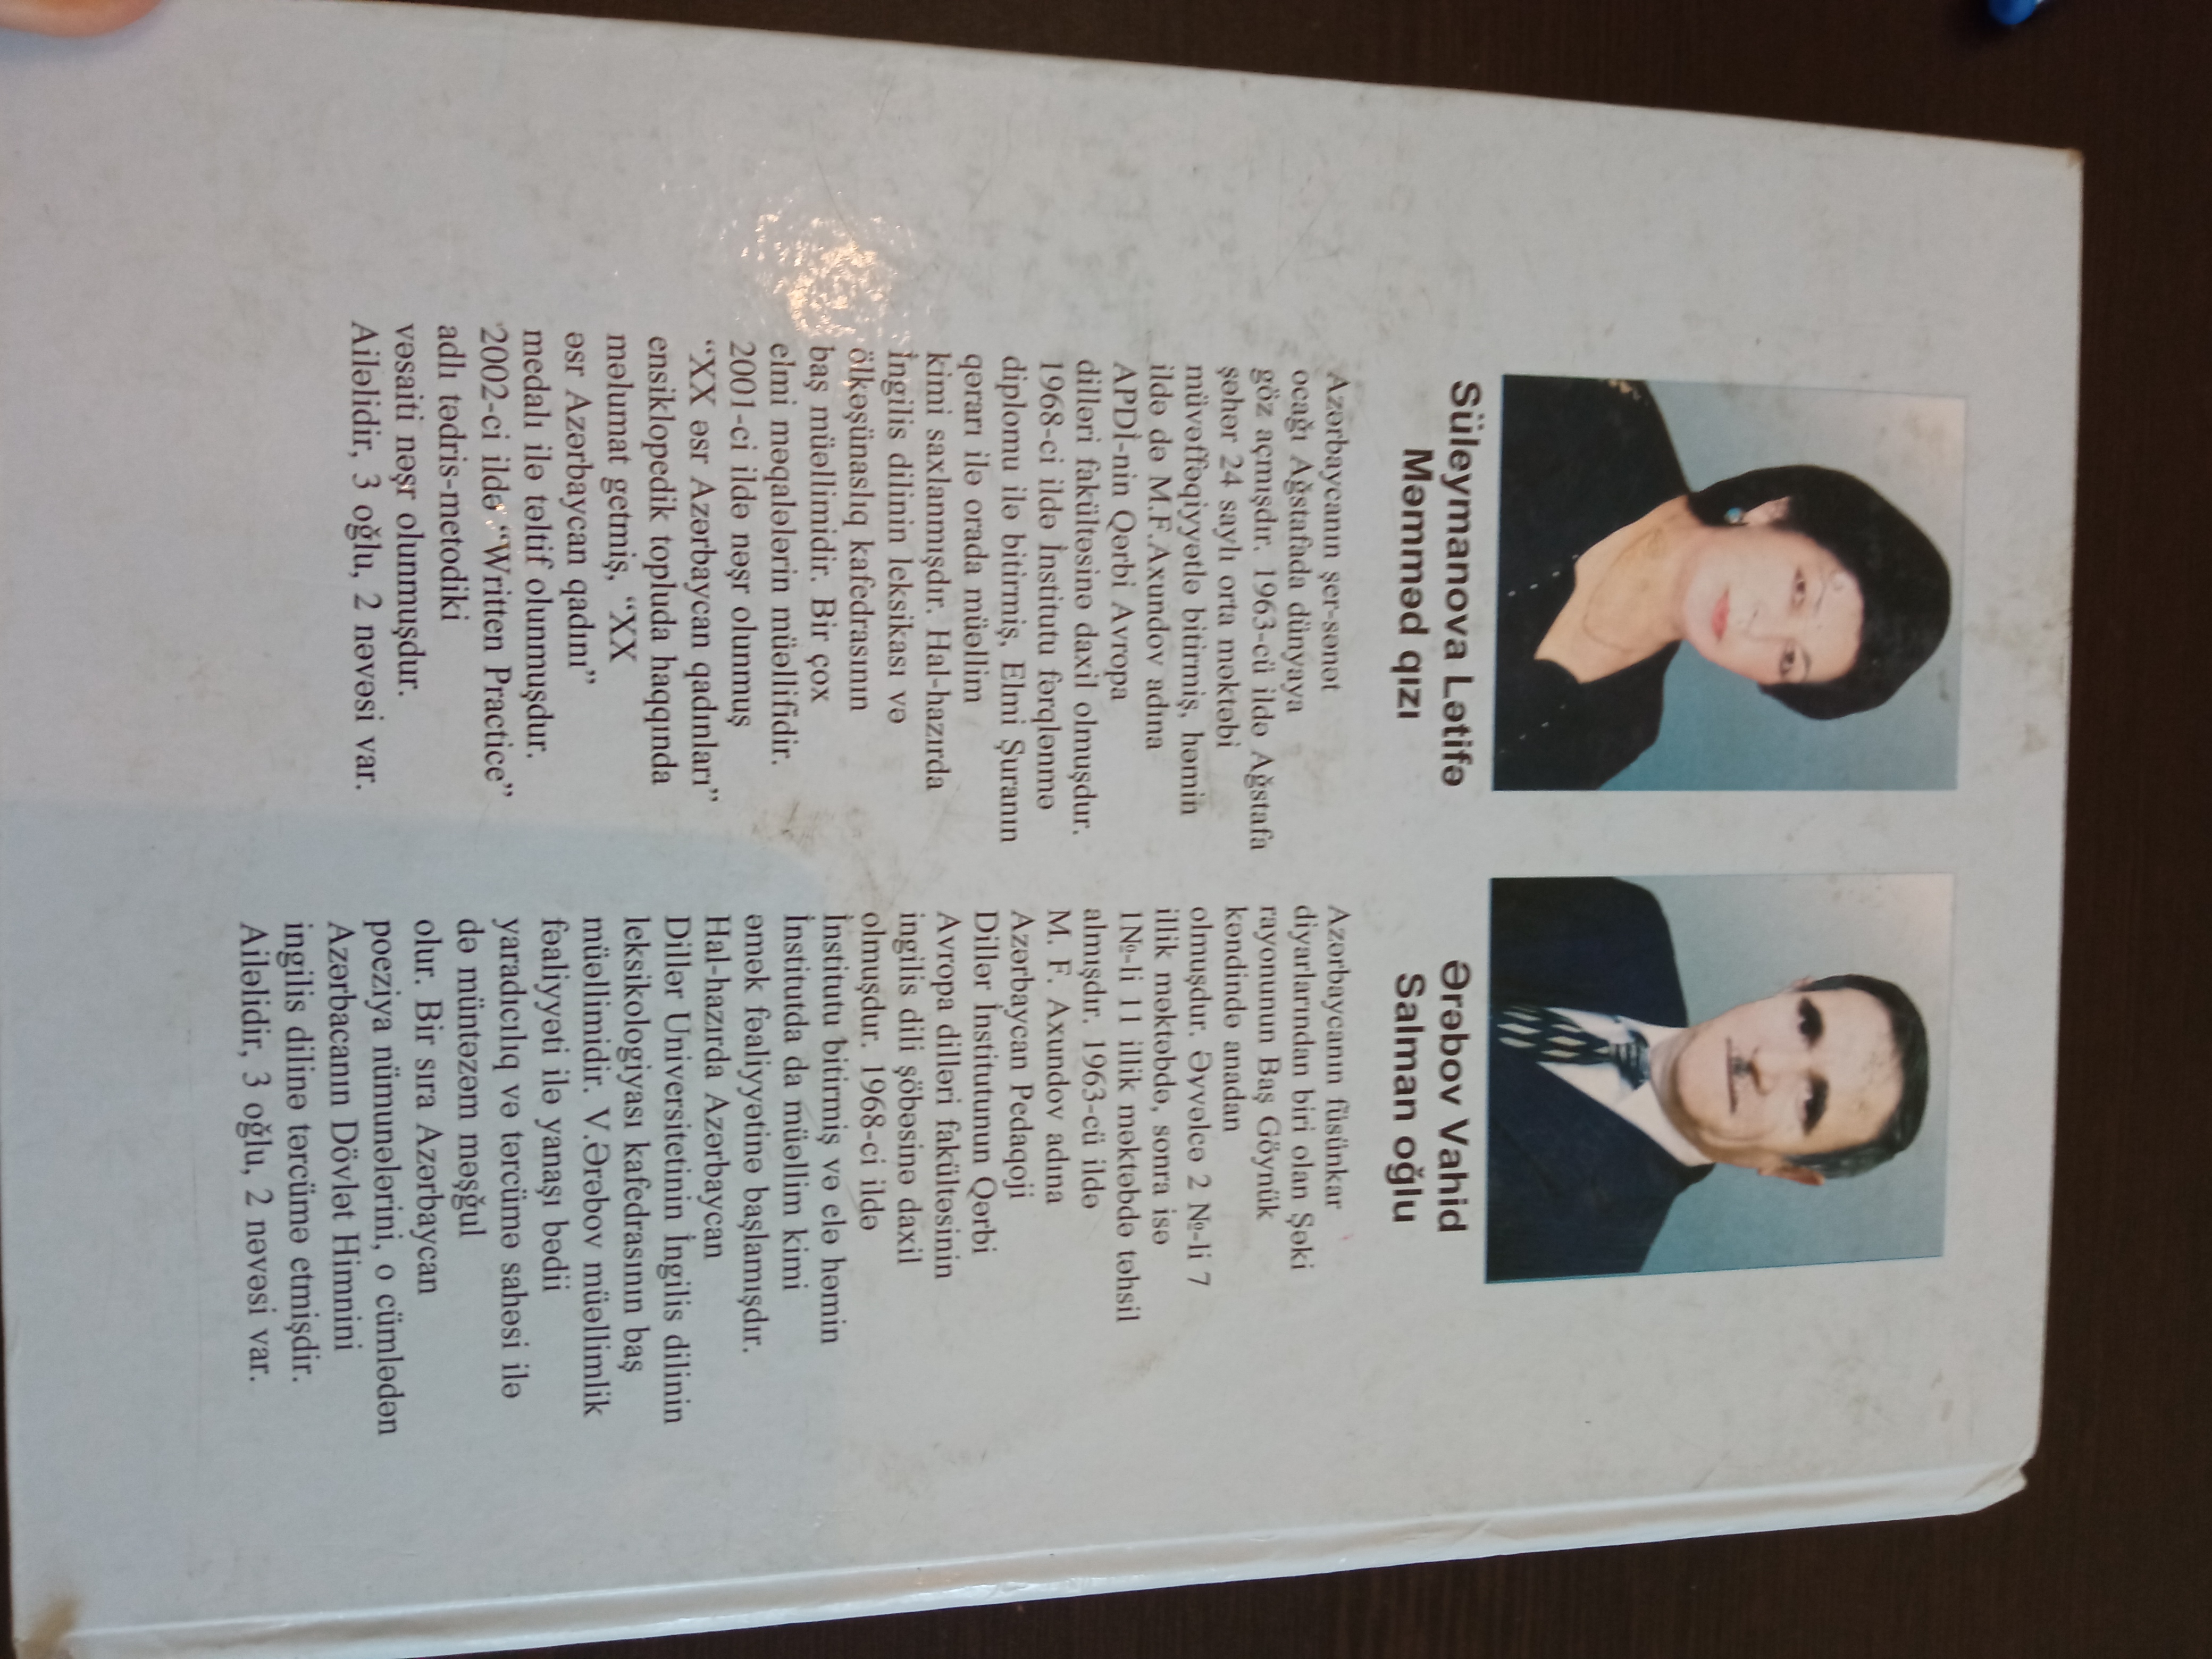 Süleymanova Lətifə
Məmməd qızı
Azərbaycanın şer-sənət
ocağı Ağstafada dünyaya
göz açmışdır. 1963-cü ildə Ağstafa
şəhər 24 saylı orta məktəbi
müvəffəqiyyətlə bitirmiş, həmin
ildə də M.F.Axundov adına
APDİ-nin Qərbi Avropa
dilləri fakültəsinə daxil olmuşdur.
1968-ci ildə İnstitutu fərqlənmə
diplomu ilə bitirmiş, Elmi Şuranın
qərarı ilə orada müəllim
kimi saxlanmışdır. Hal-hazırda
İngilis dilinin leksikası və
ölkəşünaslıq kafedrasının
baş müəllimidir. Bir çox
elmi məqalələrin müəllifidir.
2001-ci ildə nəşr olunmuş
“XX əsr Azərbaycan qadınları”
ensiklopedik topluda haqqında
məlumat getmiş, “XX
əsr Azərbaycan qadını”
medalı ilə təltif olunmuşdur.
2002-ci ildə “Written Practice”
adlı tədris-metodiki
vəsaiti nəşr olunmuşdur.
Ailəlidir, 3 oğlu, 2 nəvəsi var.
Ərəbov Vahid
Salman oğlu
Azərbaycanın füsünkar
diyarlarından biri olan Şəki
rayonunun Baş Göynük
kəndində anadan
olmuşdur. Əyvəlcə 2 №-li 7
illik məktəbdə, sonra isə
1№-li 11 illik məktəbdə təhsil
almışdır. 1963-cü ildə
M. F. Axundov adına
Azərbaycan Pedaqoji
Dillər İnstitutunun Qərbi
Avropa dilləri fakültəsinin
ingilis dili şöbəsinə daxil
olmuşdur. 1968-ci ildə
İnstitutu bitirmiş və elə həmin
İnstitutda da müəllim kimi
əmək fəaliyyətinə başlamışdır.
Hal-hazırda Azərbaycan
Dillər Universitetinin İngilis dilinin
leksikologiyası kafedrasının baş
müəllimidir. V.Ərəbov müəllimlik
fəaliyyəti ilə yanaşı bədii
yaradıcılıq və tərcümə sahəsi ilə
də müntəzəm məşğul
olur. Bir sıra Azərbaycan
poeziya nümunələrini, o cümlədən
Azərbacanın Dövlət Himnini
ingilis dilinə tərcümə etmişdir.
Ailəlidir, 3 oğlu, 2 nəvəsi var.